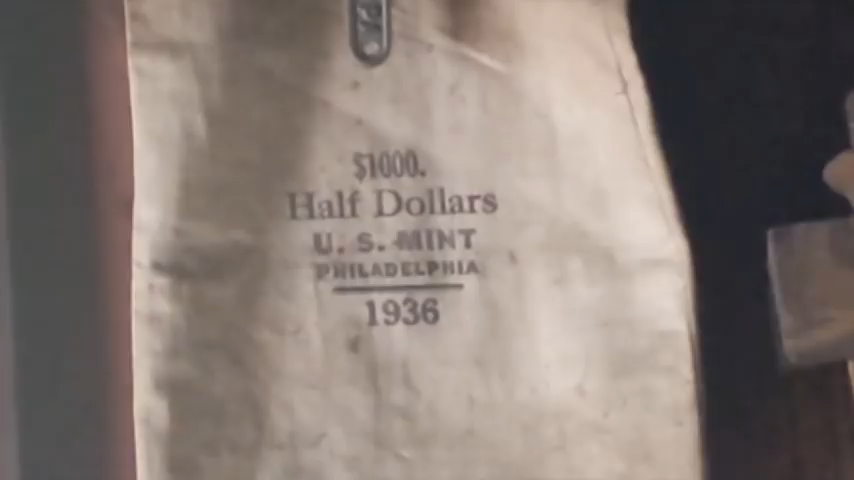 $1000.
Half Dollars
U. S. MINT
PHILADELPHIA
1936